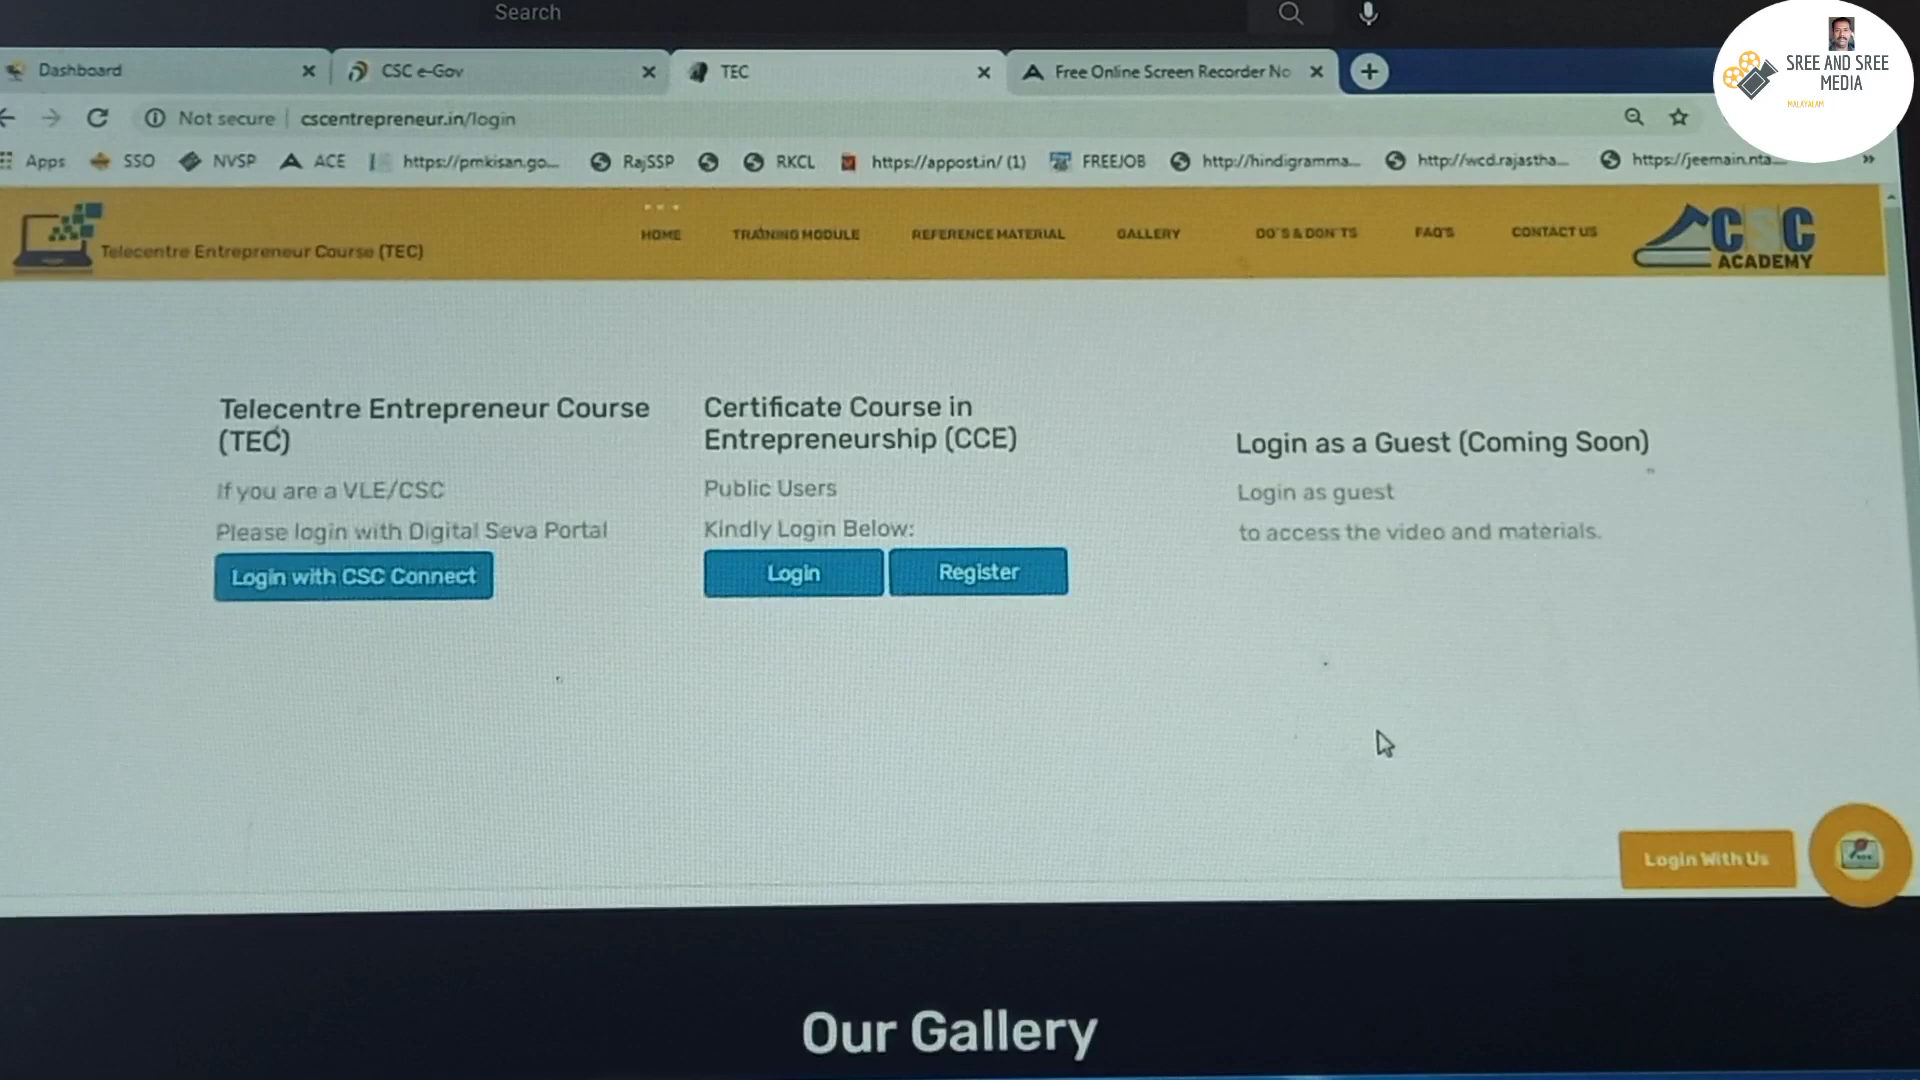 Search
SREE AND SREE
MEDIA
MALAYALAM
Dashboard
CSC e-Gov
TEC
Free Online Screen Recorder No
Not secure | cscentrepreneur.in/login
Apps
SSO
NVSP
ACE
https://pmkisan.go...
RajSSP
RKCL
https://appost.in/ (1)
FREEJOB
http://hindigramma...
http://wcd.rajastha...
https://jeemain.nta...
»
Telecentre Entrepreneur Course (TEC)
HOME
TRAINING MODULE
REFERENCE MATERIAL
GALLERY
DO'S & DON'TS
FAQ'S
CONTACT US
CSC
ACADEMY
Telecentre Entrepreneur Course
(TEC)
If you are a VLE/CSC
Please login with Digital Seva Portal
Login with CSC Connect
Certificate Course in
Entrepreneurship (CCE)
Public Users
Kindly Login Below:
Login
Register
Login as a Guest (Coming Soon)
Login as guest
to access the video and materials.
Login With Us
Our Gallery